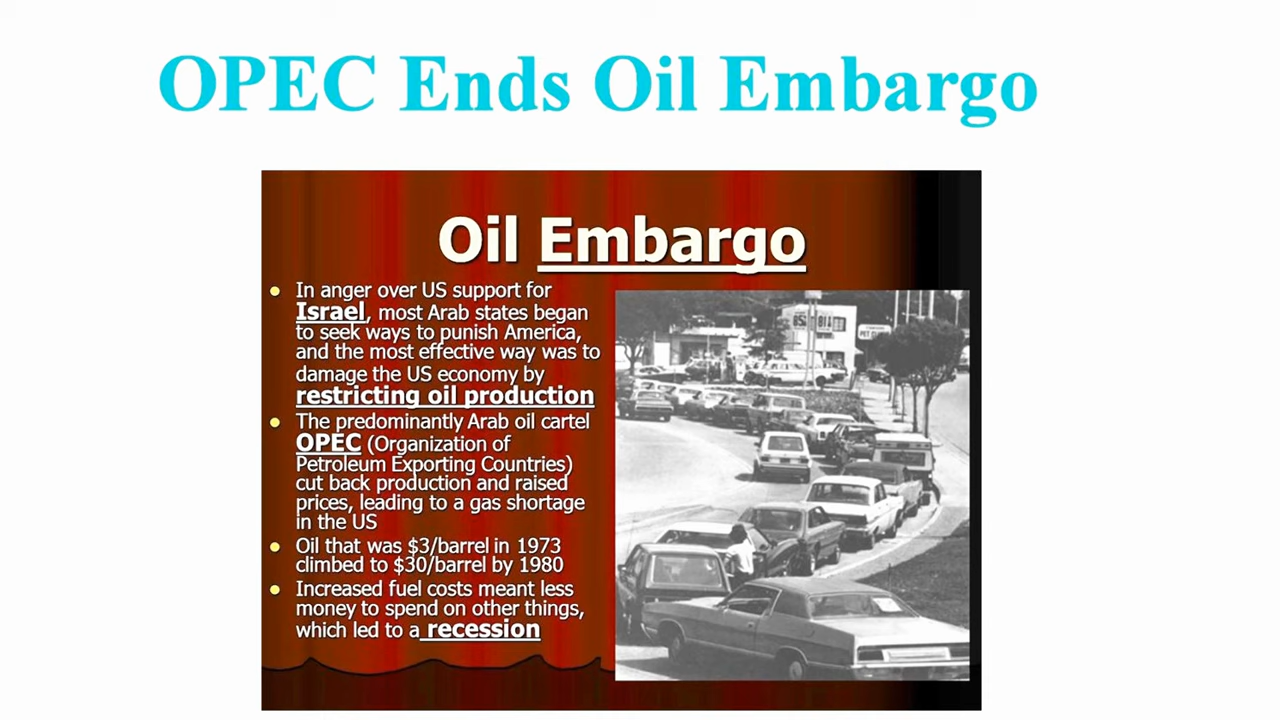 OPEC Ends Oil Embargo
Oil Embargo
In anger over US support for
Israel, most Arab states began
to seek ways to punish America,
and the most effective way was to
damage the US economy by
restricting oil production
The predominantly Arab oil cartel
OPEC (Organization of
Petroleum Exporting Countries)
cut back production and raised
prices, leading to a gas shortage
in the US
Oil that was $3/barrel in 1973
climbed to $30/barrel by 1980
Increased fuel costs meant less
money to spend on other things,
which led to a recession